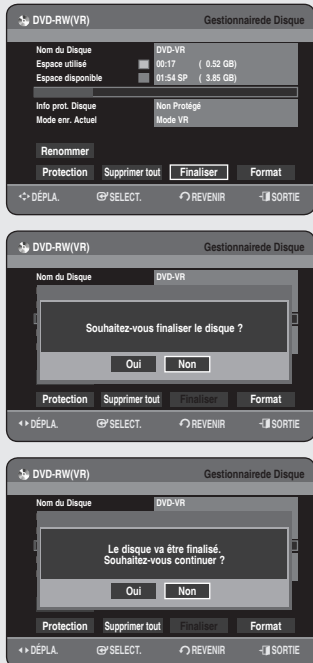 DVD-RW(VR) Gestionnairede Disque
Nom du Disque DVD-VR
Espace utilisé 00:17 ( 0.52 GB)
Espace disponible 01:54 SP ( 3.85 GB)
Info prot. Disque Non Protégé
Mode enr. Actuel Mode VR
Renommer
Protection Supprimer tout Finaliser Format
DÉPLA. SELECT. REVENIR SORTIE
DVD-RW(VR) Gestionnairede Disque
Nom du Disque DVD-VR
Souhaitez-vous finaliser le disque ?
Oui Non
Protection Supprimer tout Finaliser Format
DÉPLA. SELECT. REVENIR SORTIE
DVD-RW(VR) Gestionnairede Disque
Nom du Disque DVD-VR
Le disque va être finalisé.
Souhaitez-vous continuer ?
Oui Non
Protection Supprimer tout Finaliser Format
DÉPLA. SELECT. REVENIR SORTIE